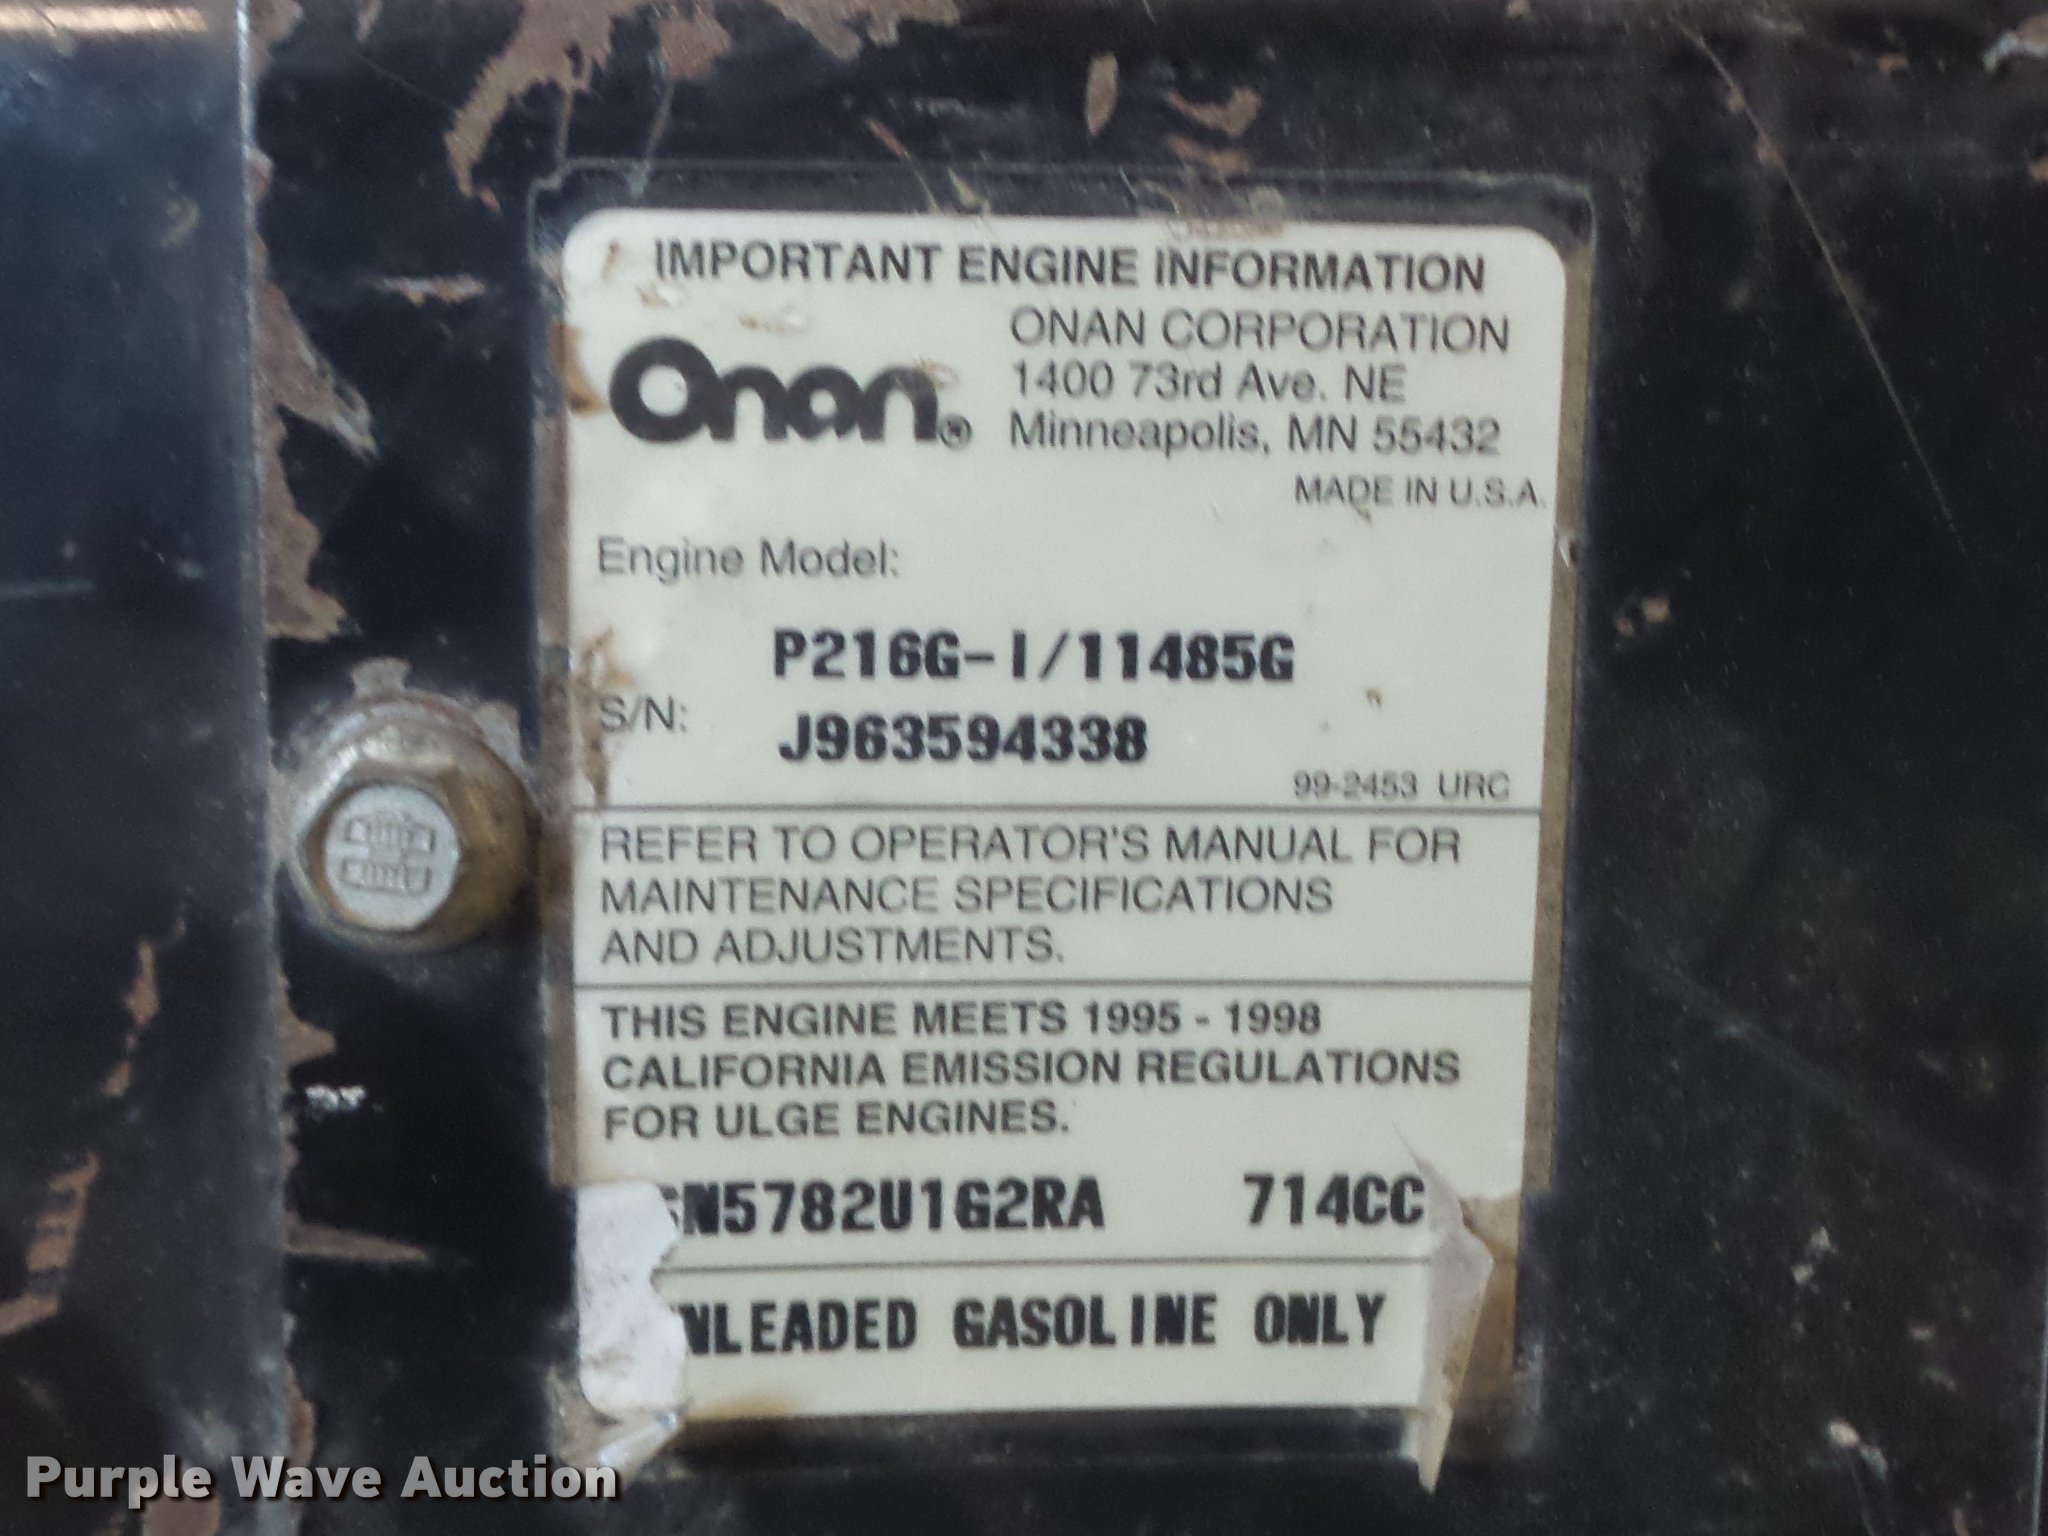 IMPORTANT ENGINE INFORMATION
Onan®
ONAN CORPORATION
1400 73rd Ave. NE
Minneapolis, MN 55432
MADE IN U.S.A.
Engine Model:
P216G-I/11485G
S/N:
J963594338
99-2453 URC
REFER TO OPERATOR'S MANUAL FOR
MAINTENANCE SPECIFICATIONS
AND ADJUSTMENTS.
THIS ENGINE MEETS 1995 - 1998
CALIFORNIA EMISSION REGULATIONS
FOR ULGE ENGINES.
N5782U1G2RA 714CC
NLEADED GASOLINE ONLY
Purple Wave Auction